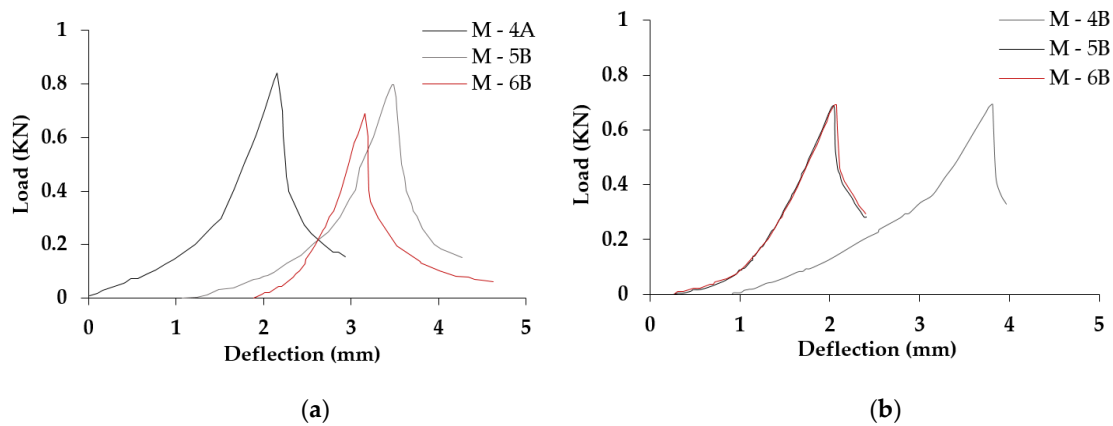 1
0.8
0.6
0.4
0.2
0
0 1 2 3 4 5
Load (KN)
Deflection (mm)
M - 4A
M - 5B
M - 6B
(a)
1
0.8
0.6
0.4
0.2
0
0 1 2 3 4 5
Load (KN)
Deflection (mm)
M - 4B
M - 5B
M - 6B
(b)